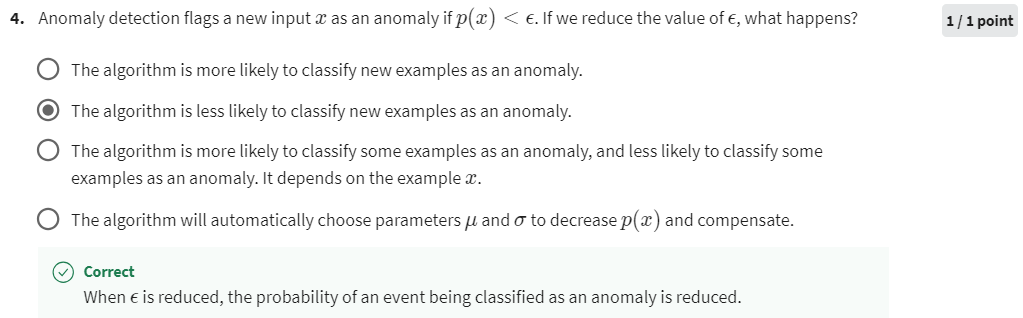 4. Anomaly detection flags a new input x as an anomaly if p(x) < ϵ. If we reduce the value of ϵ, what happens?
1 / 1 point
The algorithm is more likely to classify new examples as an anomaly.
The algorithm is less likely to classify new examples as an anomaly.
The algorithm is more likely to classify some examples as an anomaly, and less likely to classify some
examples as an anomaly. It depends on the example x.
The algorithm will automatically choose parameters μ and σ to decrease p(x) and compensate.
Correct
When ϵ is reduced, the probability of an event being classified as an anomaly is reduced.